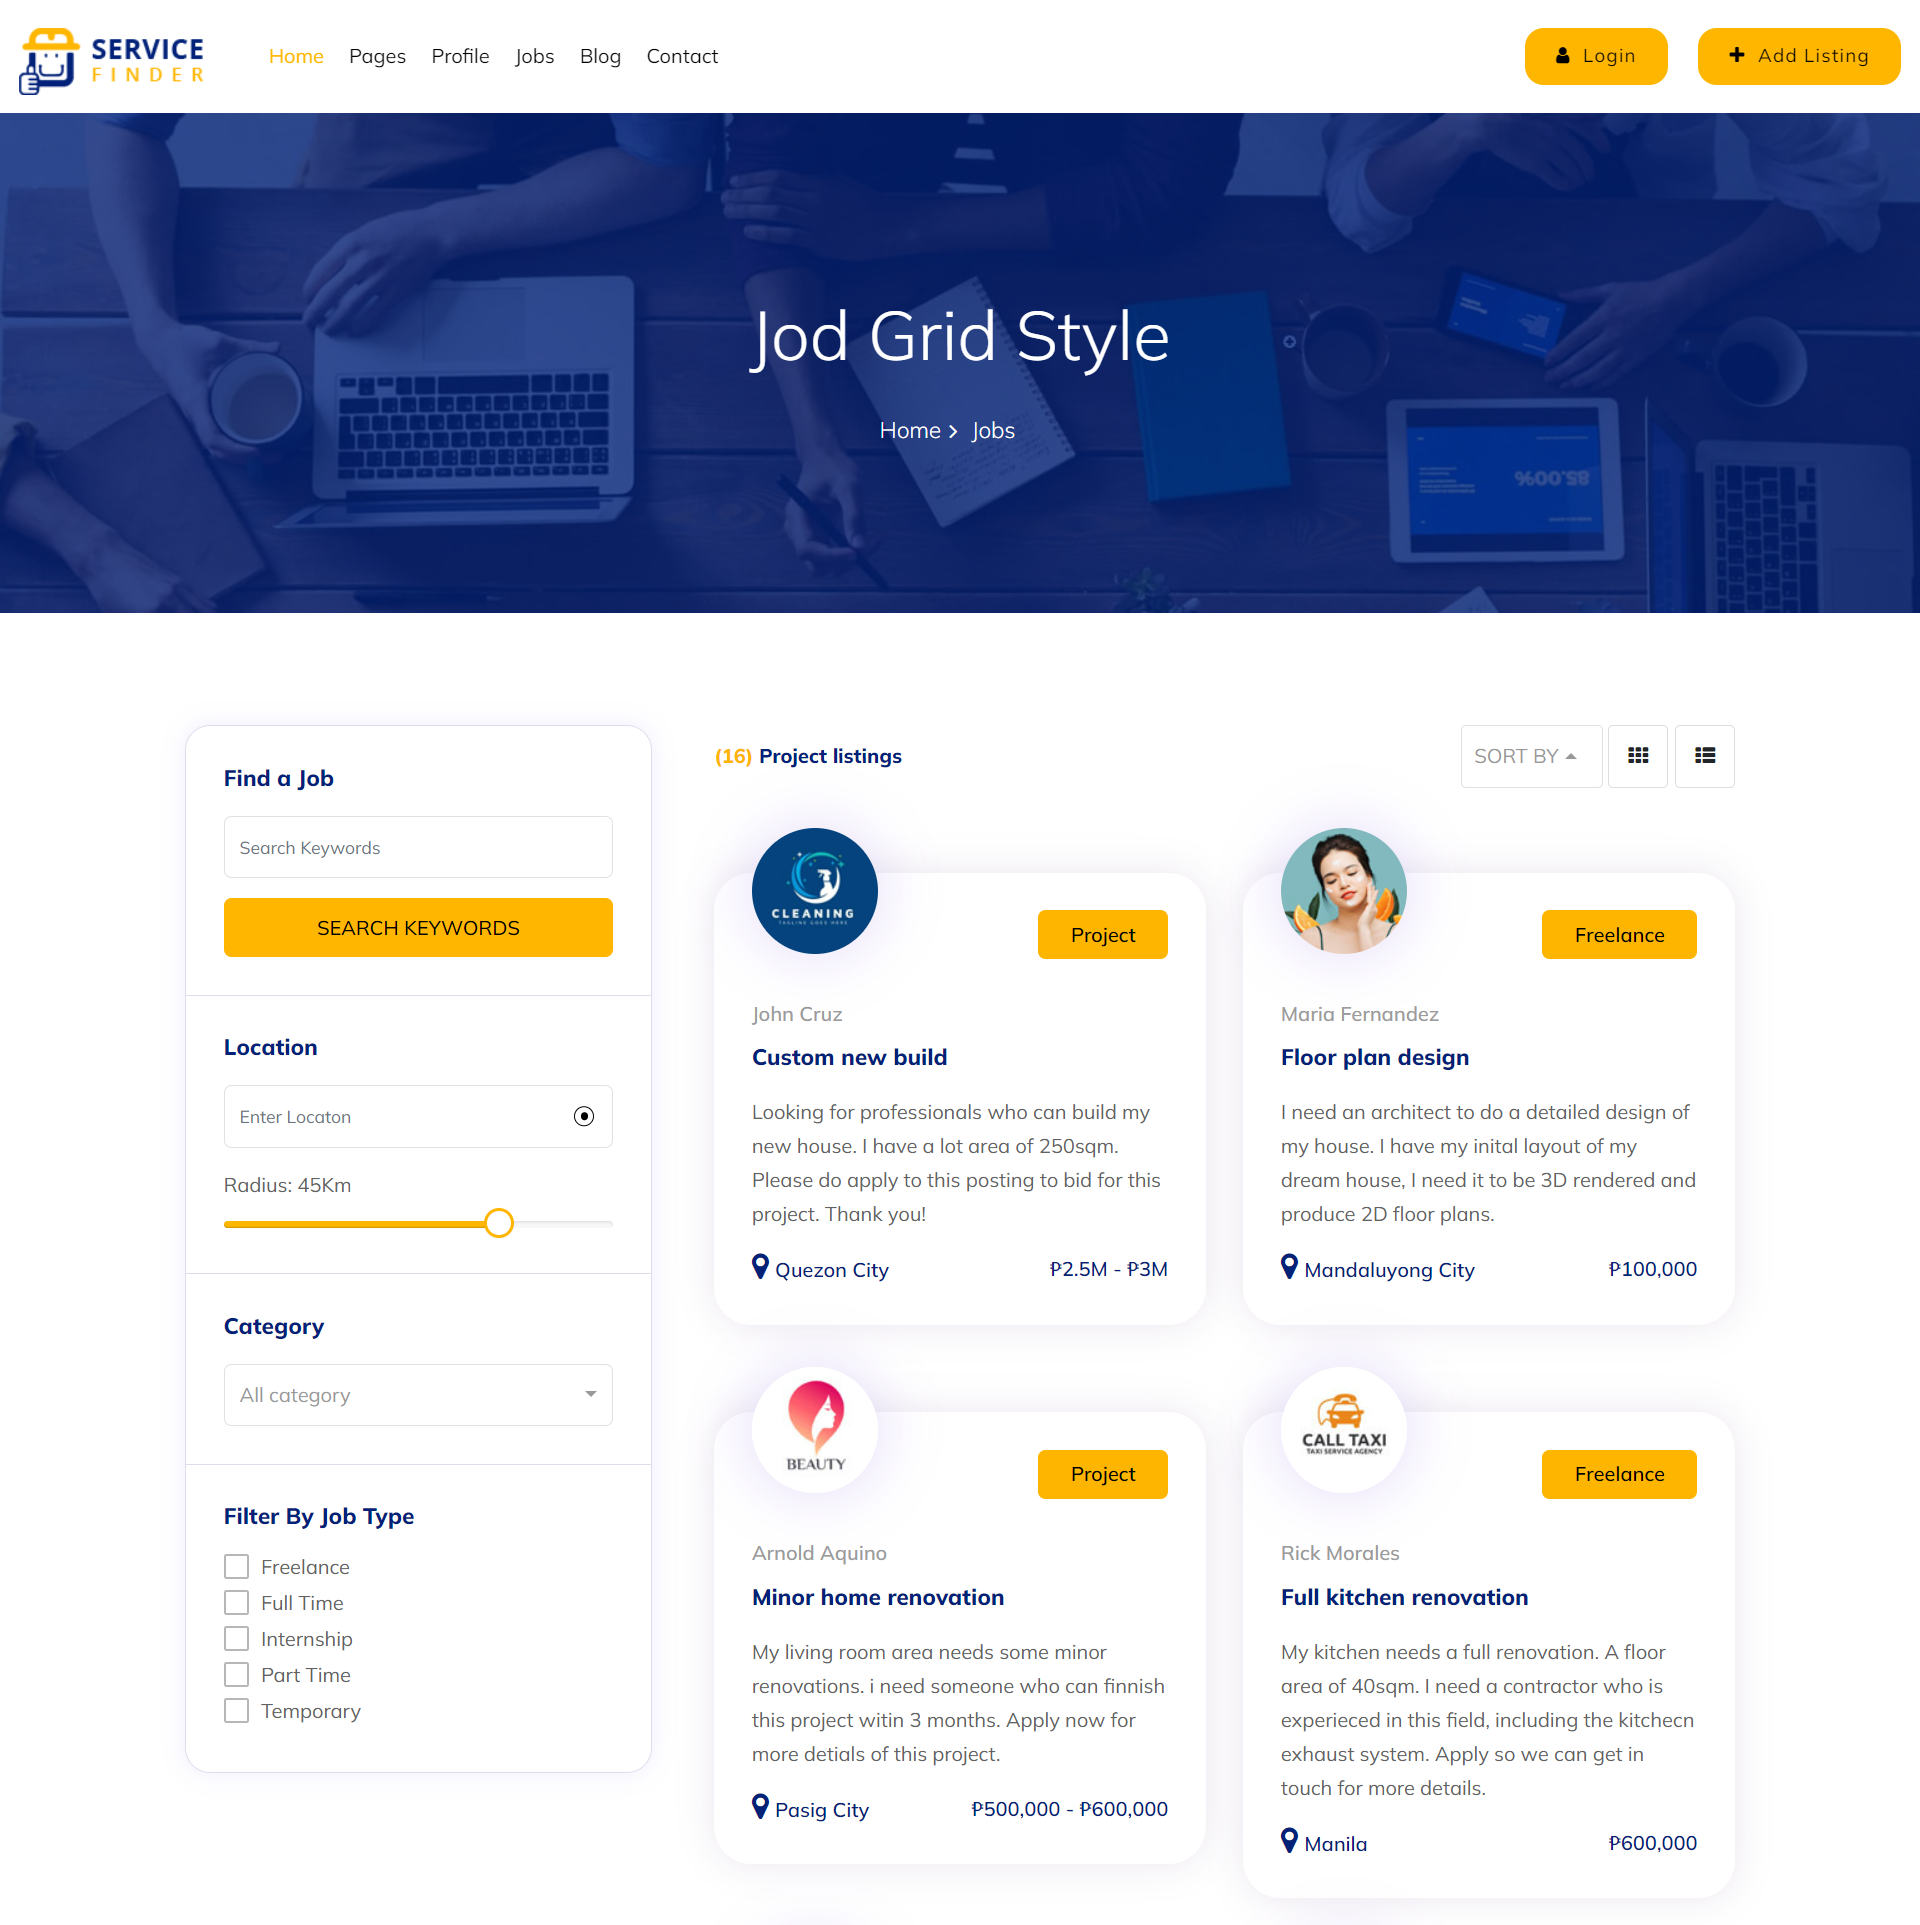 SERVICE
FINDER
Home Pages Profile Jobs Blog Contact
Login
Add Listing
Jod Grid Style
Home Jobs
85.00%
Find a Job
Search Keywords
SEARCH KEYWORDS
Location
Enter Locaton
Radius: 45Km
Category
All category
Filter By Job Type
Freelance
Full Time
Internship
Part Time
Temporary
(16) Project listings
SORT BY
CLEANING
TAGLINE GOES HERE
Project
John Cruz
Custom new build
Looking for professionals who can build my
new house. I have a lot area of 250sqm.
Please do apply to this posting to bid for this
project. Thank you!
Quezon City
₱2.5M - ₱3M
Freelance
Maria Fernandez
Floor plan design
I need an architect to do a detailed design of
my house. I have my inital layout of my
dream house, I need it to be 3D rendered and
produce 2D floor plans.
Mandaluyong City
₱100,000
BEAUTY
Project
Arnold Aquino
Minor home renovation
My living room area needs some minor
renovations. i need someone who can finnish
this project witin 3 months. Apply now for
more detials of this project.
Pasig City
₱500,000 - ₱600,000
CALL TAXI
TAXI SERVICE AGENCY
Freelance
Rick Morales
Full kitchen renovation
My kitchen needs a full renovation. A floor
area of 40sqm. I need a contractor who is
experieced in this field, including the kitchecn
exhaust system. Apply so we can get in
touch for more details.
Manila
₱600,000